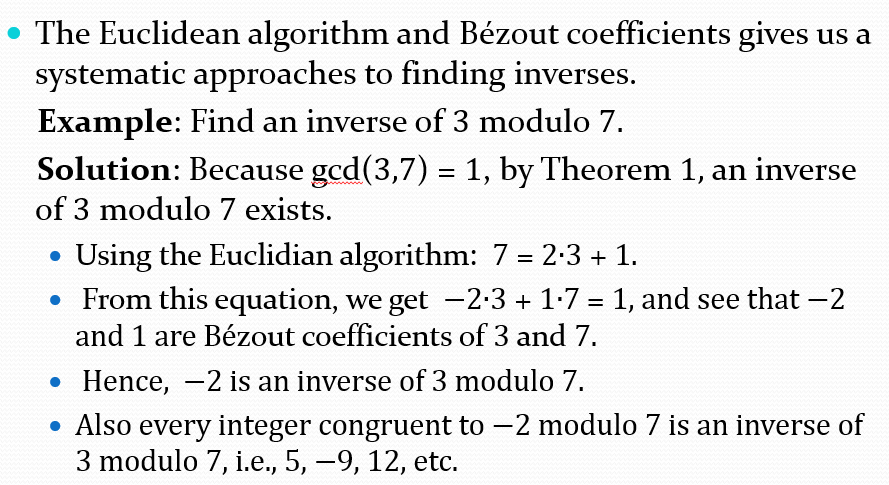 • The Euclidean algorithm and Bézout coefficients gives us a
systematic approaches to finding inverses.
Example: Find an inverse of 3 modulo 7.
Solution: Because gcd(3,7) = 1, by Theorem 1, an inverse
of 3 modulo 7 exists.
• Using the Euclidian algorithm: 7 = 2∙3 + 1.
• From this equation, we get −2∙3 + 1∙7 = 1, and see that −2
and 1 are Bézout coefficients of 3 and 7.
• Hence, −2 is an inverse of 3 modulo 7.
• Also every integer congruent to −2 modulo 7 is an inverse of
3 modulo 7, i.e., 5, −9, 12, etc.